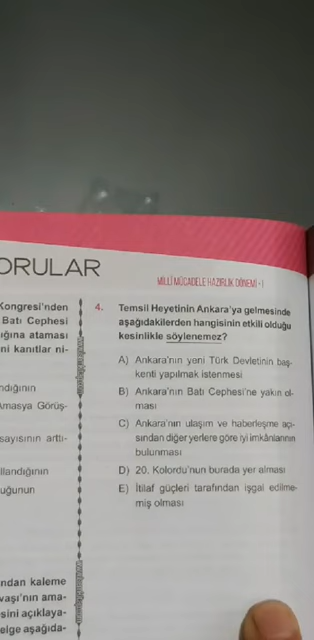 ORULAR
MİLLÎ MÜCADELE HAZIRLIK DÖNEMİ - I
Kongresi'nden
Batı Cephesi
ığına ataması
ni kanıtlar ni-
ndığının
Amasya Görüş-
sayısının arttı-
llandığının
uğunun
ndan kaleme
vaşı'nın ama-
sini açıklaya-
elge aşağıda-
4. Temsil Heyetinin Ankara'ya gelmesinde
aşağıdakilerden hangisinin etkili olduğu
kesinlikle söylenemez?
A) Ankara'nın yeni Türk Devletinin baş-
kenti yapılmak istenmesi
B) Ankara'nın Batı Cephesi'ne yakın ol-
ması
C) Ankara'nın ulaşım ve haberleşme açı-
sından diğer yerlere göre iyi imkânlarının
bulunması
D) 20. Kolordu'nun burada yer alması
E) İtilaf güçleri tarafından işgal edilme-
miş olması